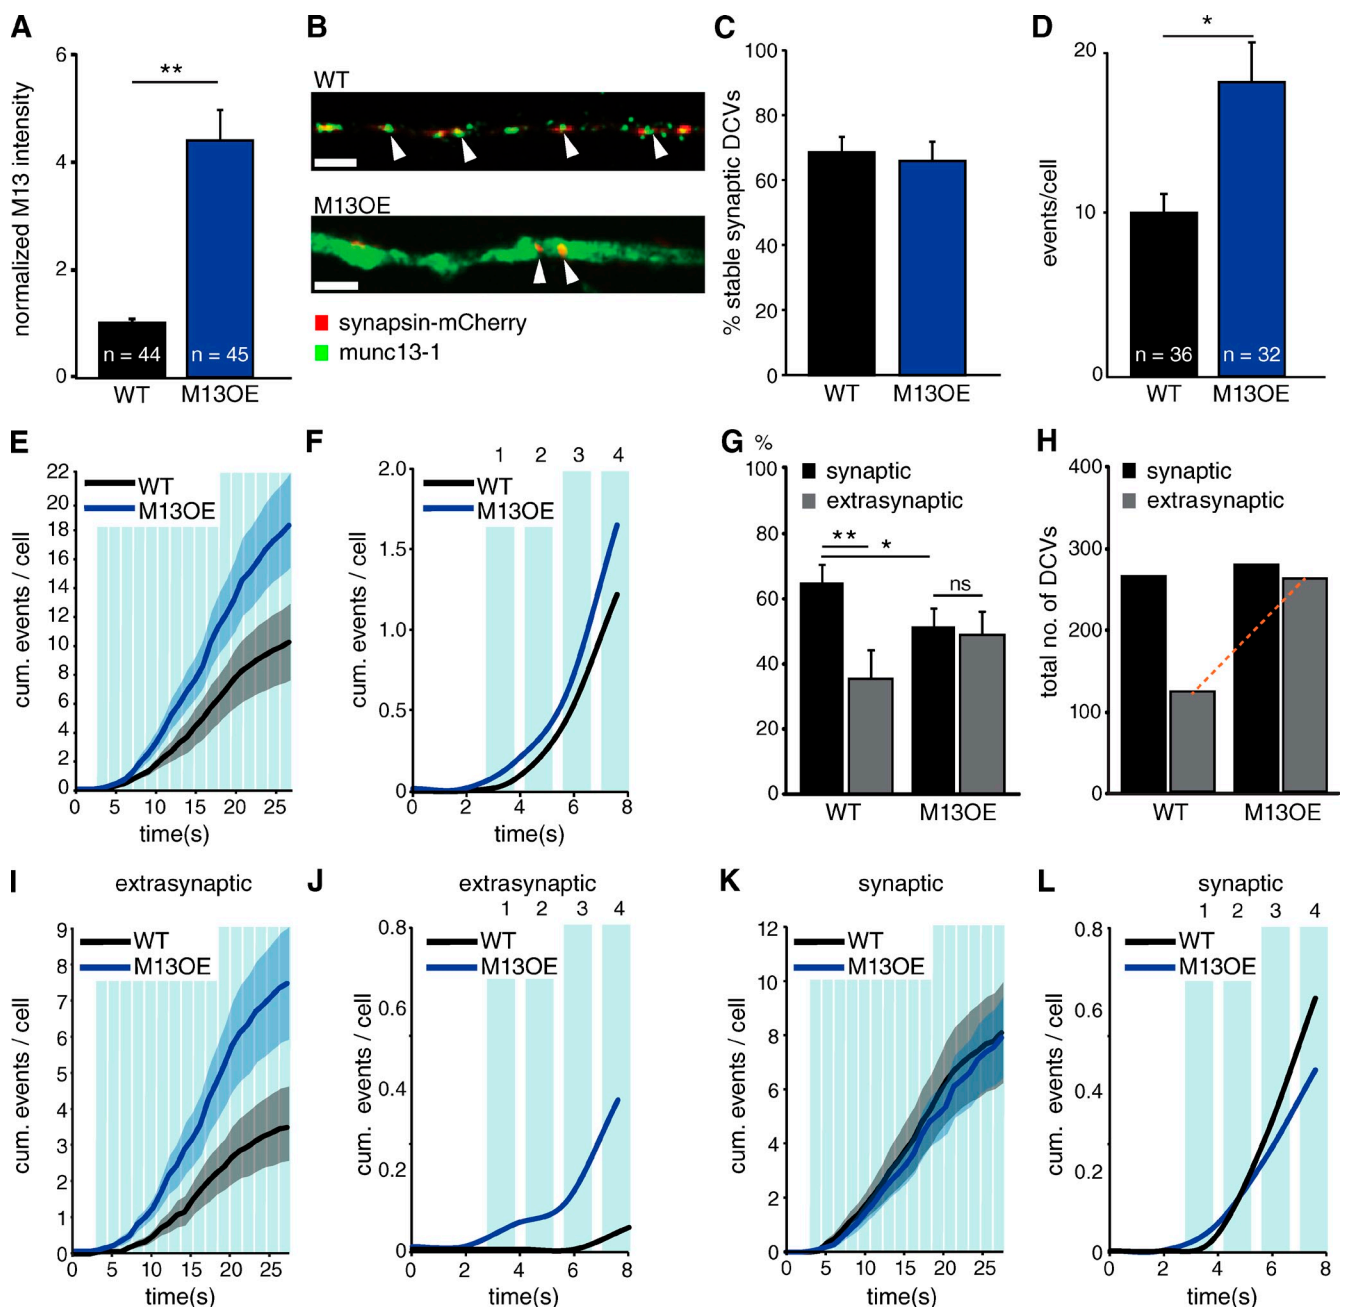 A
normalized M13 intensity
6
4
2
0
**
n = 44
n = 45
WT
M13OE
B
WT
M13OE
synapsin-mCherry
munc13-1
C
% stable synaptic DCVs
100
80
60
40
20
0
WT
M13OE
D
events/cell
20
10
0
*
n = 36
n = 32
WT
M13OE
E
cum. events / cell
22
20
18
16
14
12
10
8
6
4
2
0
WT
M13OE
0 5 10 15 20 25
time(s)
F
1 2 3 4
cum. events / cell
2.0
1.5
1.0
0.5
0
WT
M13OE
0 2 4 6 8
time(s)
G
%
100
80
60
40
20
0
synaptic
extrasynaptic
**
*
ns
WT
M13OE
H
total no. of DCVs
400
300
200
100
0
synaptic
extrasynaptic
WT
M13OE
I
extrasynaptic
cum. events / cell
9
8
7
6
5
4
3
2
1
0
WT
M13OE
0 5 10 15 20 25
time(s)
J
extrasynaptic
1 2 3 4
cum. events / cell
0.8
0.6
0.4
0.2
0
WT
M13OE
0 2 4 6 8
time(s)
K
synaptic
cum. events / cell
12
10
8
6
4
2
0
WT
M13OE
0 5 10 15 20 25
time(s)
L
synaptic
1 2 3 4
cum. events / cell
0.8
0.6
0.4
0.2
0
WT
M13OE
0 2 4 6 8
time(s)